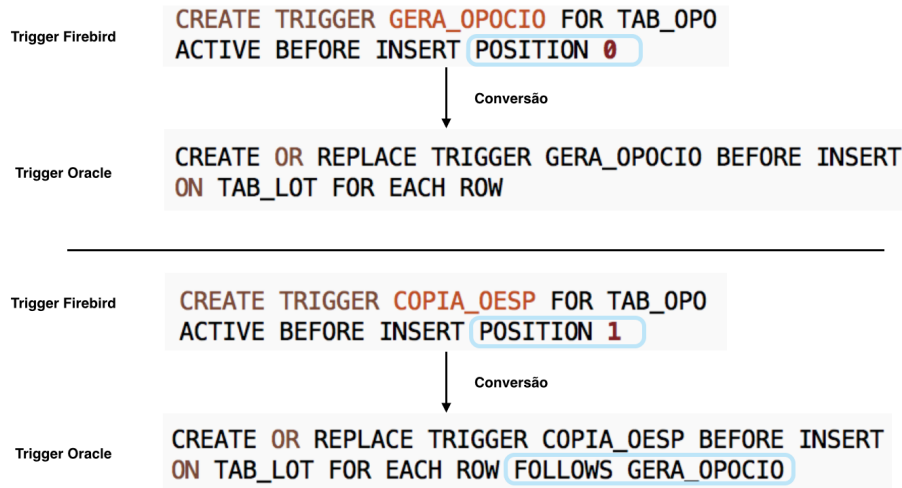 Trigger Firebird
CREATE TRIGGER GERA_OPOCIO FOR TAB_OPO
ACTIVE BEFORE INSERT POSITION 0
Conversão
Trigger Oracle
CREATE OR REPLACE TRIGGER GERA_OPOCIO BEFORE INSERT
ON TAB_LOT FOR EACH ROW
Trigger Firebird
CREATE TRIGGER COPIA_OESP FOR TAB_OPO
ACTIVE BEFORE INSERT POSITION 1
Conversão
Trigger Oracle
CREATE OR REPLACE TRIGGER COPIA_OESP BEFORE INSERT
ON TAB_LOT FOR EACH ROW FOLLOWS GERA_OPOCIO